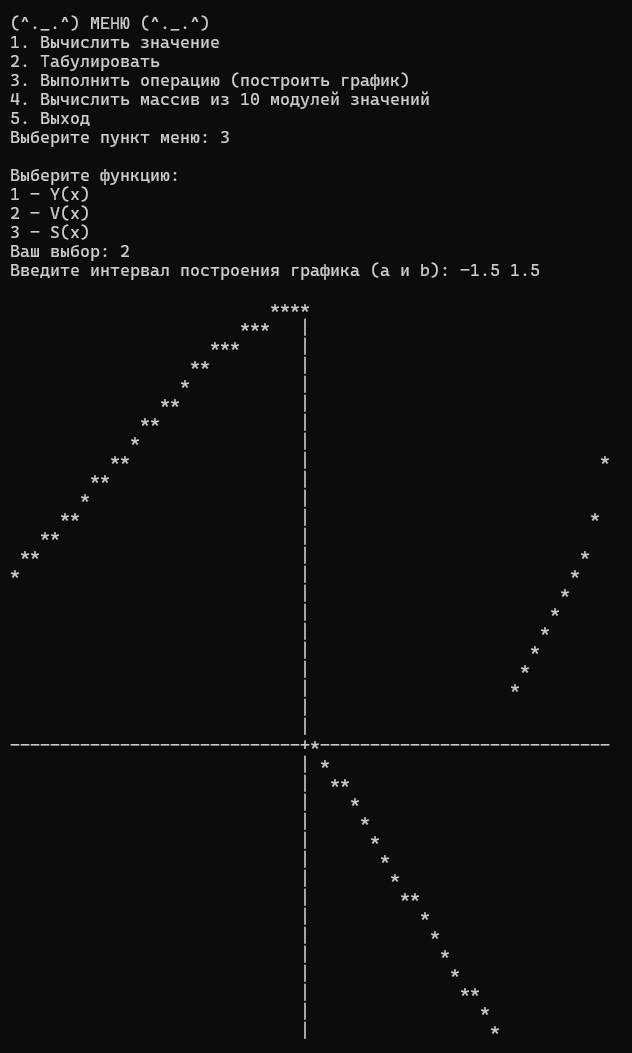 (^._.^) МЕНЮ (^._.^)
1. Вычислить значение
2. Табулировать
3. Выполнить операцию (построить график)
4. Вычислить массив из 10 модулей значений
5. Выход
Выберите пункт меню: 3
Выберите функцию:
1 – Y(x)
2 – V(x)
3 – S(x)
Ваш выбор: 2
Введите интервал построения графика (a и b): -1.5 1.5